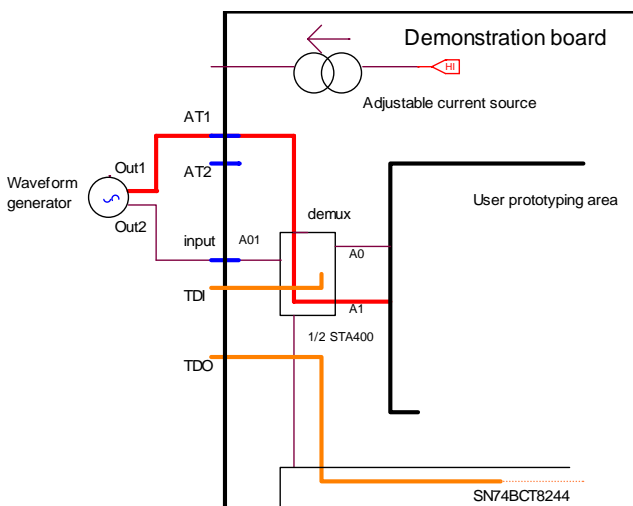 Demonstration board
HI
Adjustable current source
AT1
Out1
AT2
Waveform
generator
User prototyping area
Out2
demux
input
A01
A0
TDI
A1
1/2 STA400
TDO
SN74BCT8244